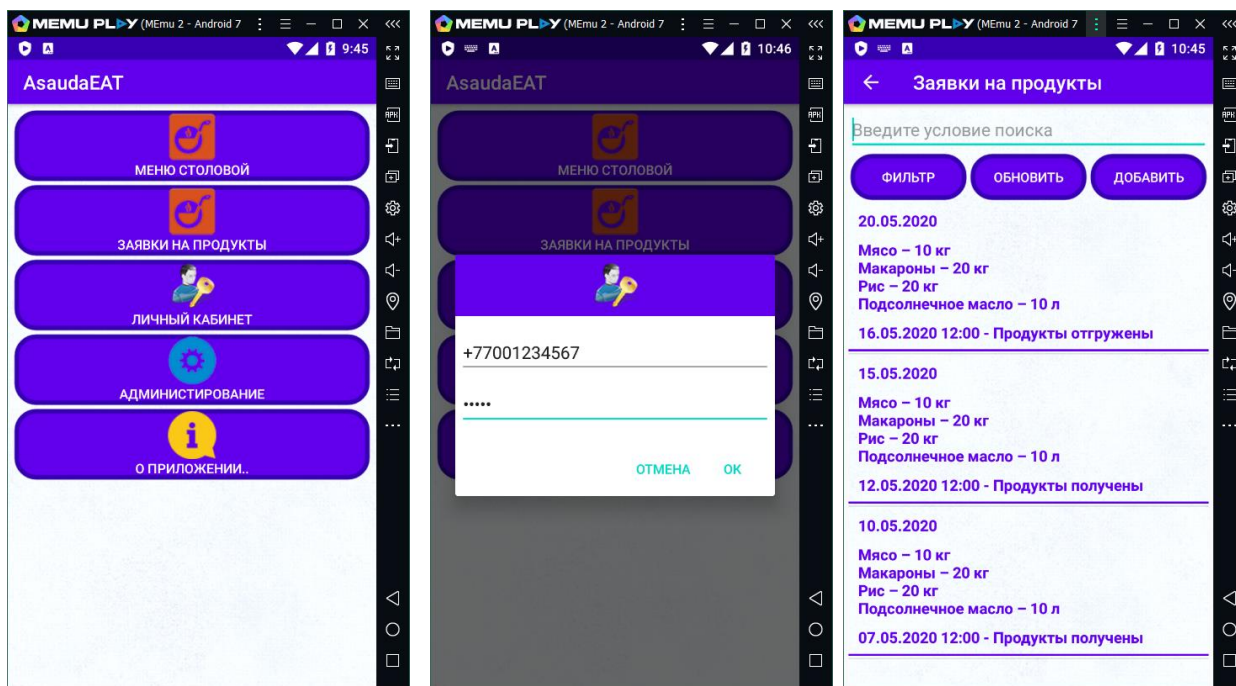 MEMU PLAY (MEmu 2 - Android 7
9:45
AsaudaEAT
МЕНЮ СТОЛОВОЙ
ЗАЯВКИ НА ПРОДУКТЫ
ЛИЧНЫЙ КАБИНЕТ
АДМИНИСТИРОВАНИЕ
i
О ПРИЛОЖЕНИИ..
APK
MEMU PLAY (MEmu 2 - Android 7
10:46
AsaudaEAT
МЕНЮ СТОЛОВОЙ
ЗАЯВКИ НА ПРОДУКТЫ
+77001234567
•••••
ОТМЕНА OK
APK
MEMU PLAY (MEmu 2 - Android 7
10:45
Заявки на продукты
Введите условие поиска
ФИЛЬТР ОБНОВИТЬ ДОБАВИТЬ
20.05.2020
Мясо – 10 кг
Макароны – 20 кг
Рис – 20 кг
Подсолнечное масло – 10 л
16.05.2020 12:00 - Продукты отгружены
15.05.2020
Мясо – 10 кг
Макароны – 20 кг
Рис – 20 кг
Подсолнечное масло – 10 л
12.05.2020 12:00 - Продукты получены
10.05.2020
Мясо – 10 кг
Макароны – 20 кг
Рис – 20 кг
Подсолнечное масло – 10 л
07.05.2020 12:00 - Продукты получены
APK